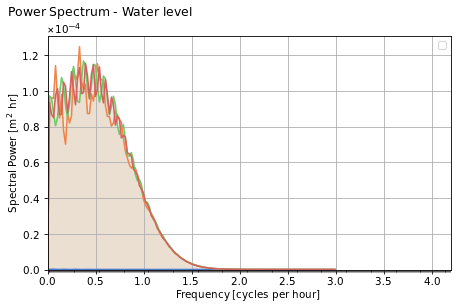 Power Spectrum - Water level
×10⁻⁴
1.2
1.0
0.8
0.6
0.4
0.2
0.0
Spectral Power [m² hr]
0.0 0.5 1.0 1.5 2.0 2.5 3.0 3.5 4.0
Frequency [cycles per hour]